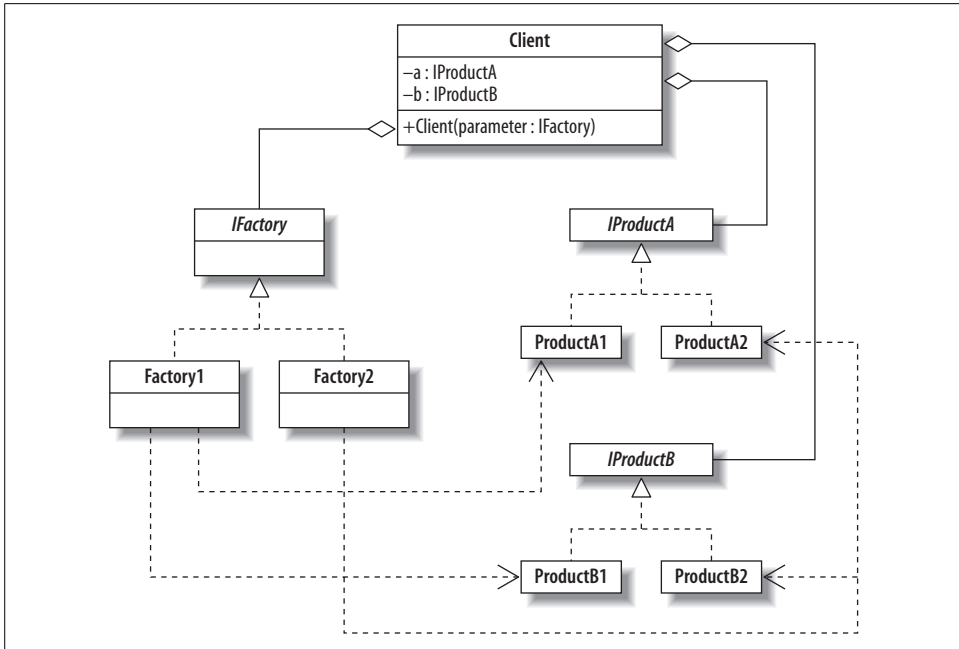 Client
–a : IProductA
–b : IProductB
+Client(parameter : IFactory)
IFactory
IProductA
ProductA1
ProductA2
Factory1
Factory2
IProductB
ProductB1
ProductB2